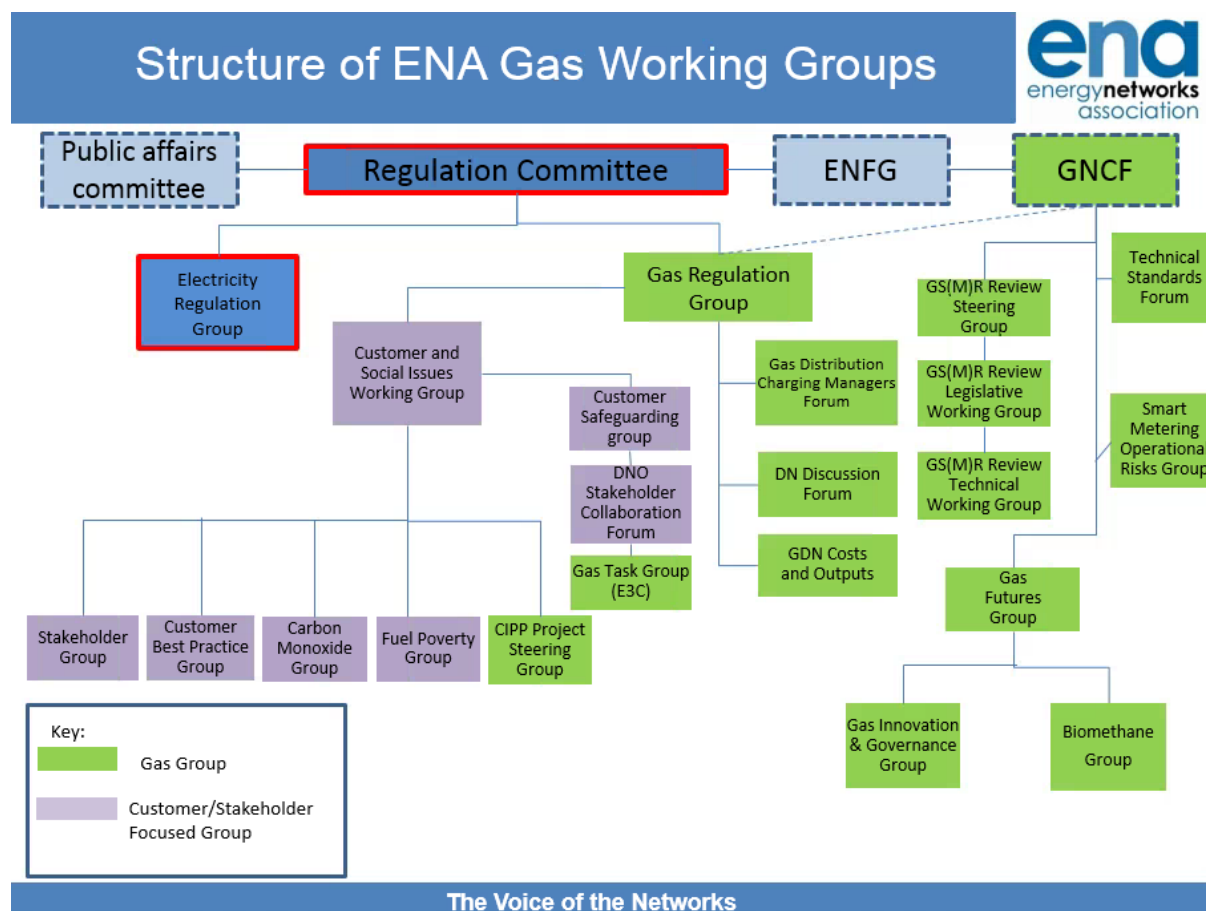 Structure of ENA Gas Working Groups
ena
energynetworks
association
Public affairs
committee
Regulation Committee
ENFG
GNCF
Electricity
Regulation
Group
Gas Regulation
Group
GS(M)R Review
Steering
Group
Technical
Standards
Forum
Customer and
Social Issues
Working Group
Gas Distribution
Charging Managers
Forum
GS(M)R Review
Legislative
Working Group
Customer
Safeguarding
group
Smart
Metering
Operational
Risks Group
DNO
Stakeholder
Collaboration
Forum
DN Discussion
Forum
GS(M)R Review
Technical
Working Group
Gas Task Group
(E3C)
GDN Costs
and Outputs
Gas
Futures
Group
Stakeholder
Group
Customer
Best Practice
Group
Carbon
Monoxide
Group
Fuel Poverty
Group
CIPP Project
Steering
Group
Gas Innovation
& Governance
Group
Biomethane
Group
Key:
Gas Group
Customer/Stakeholder
Focused Group
The Voice of the Networks